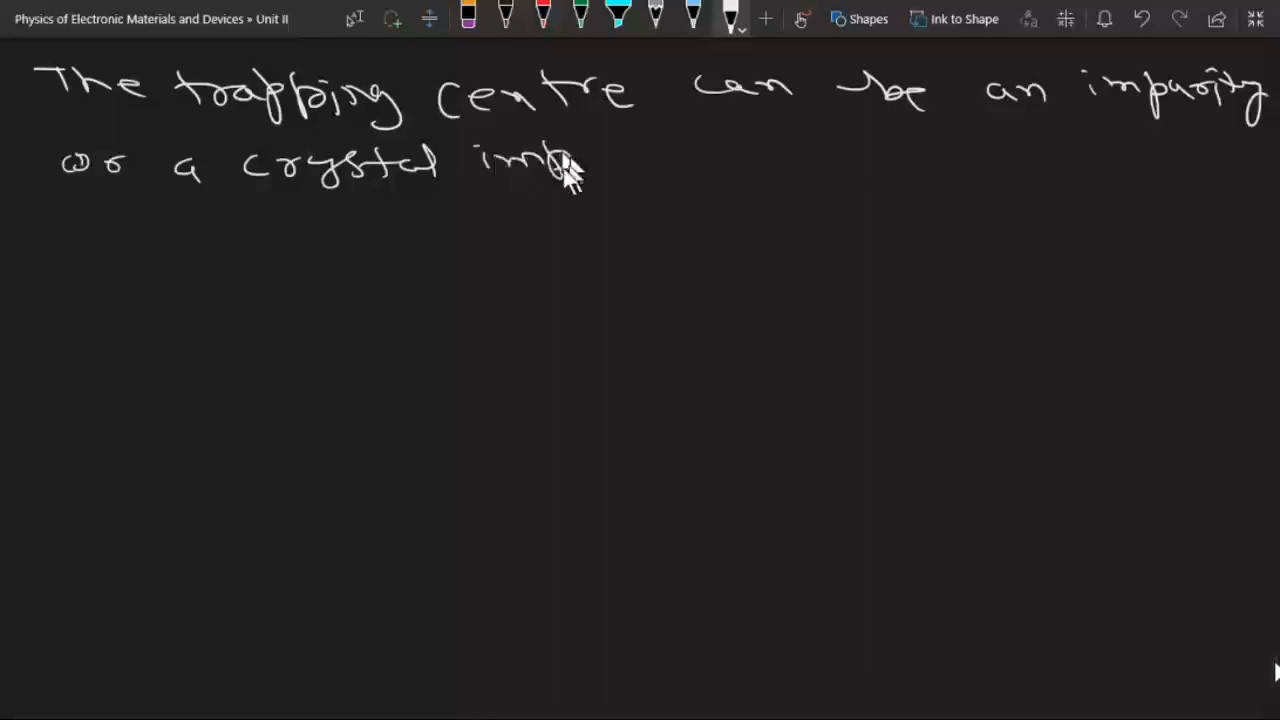 Physics of Electronic Materials and Devices » Unit II
Shapes
Ink to Shape
The trapping centre can be an impurity
or a crystal imp